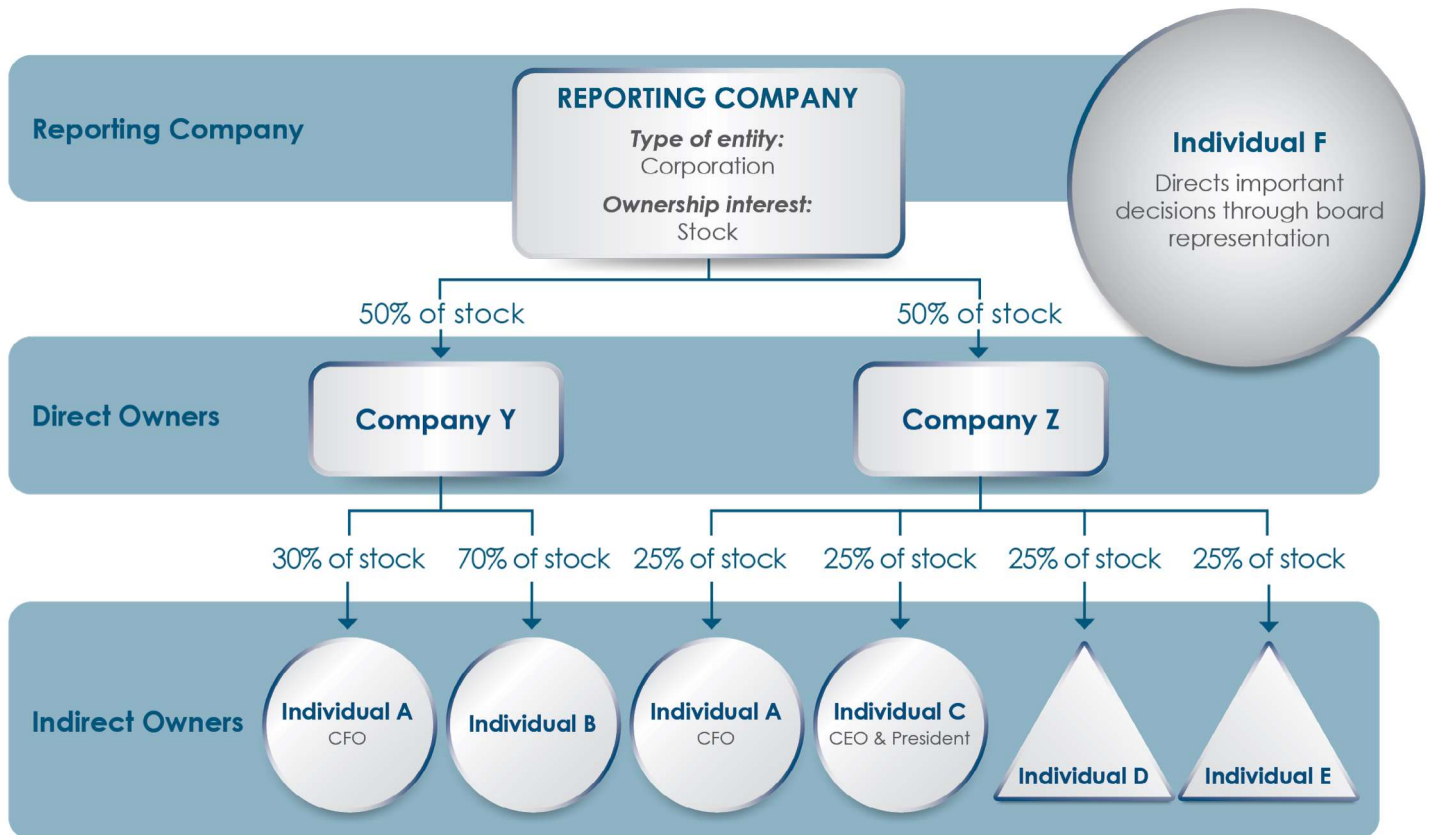 Reporting Company
REPORTING COMPANY
Type of entity:
Corporation
Ownership interest:
Stock
Individual F
Directs important
decisions through board
representation
50% of stock
50% of stock
Direct Owners
Company Y
Company Z
30% of stock
70% of stock
25% of stock
25% of stock
25% of stock
25% of stock
Indirect Owners
Individual A
CFO
Individual B
Individual A
CFO
Individual C
CEO & President
Individual D
Individual E